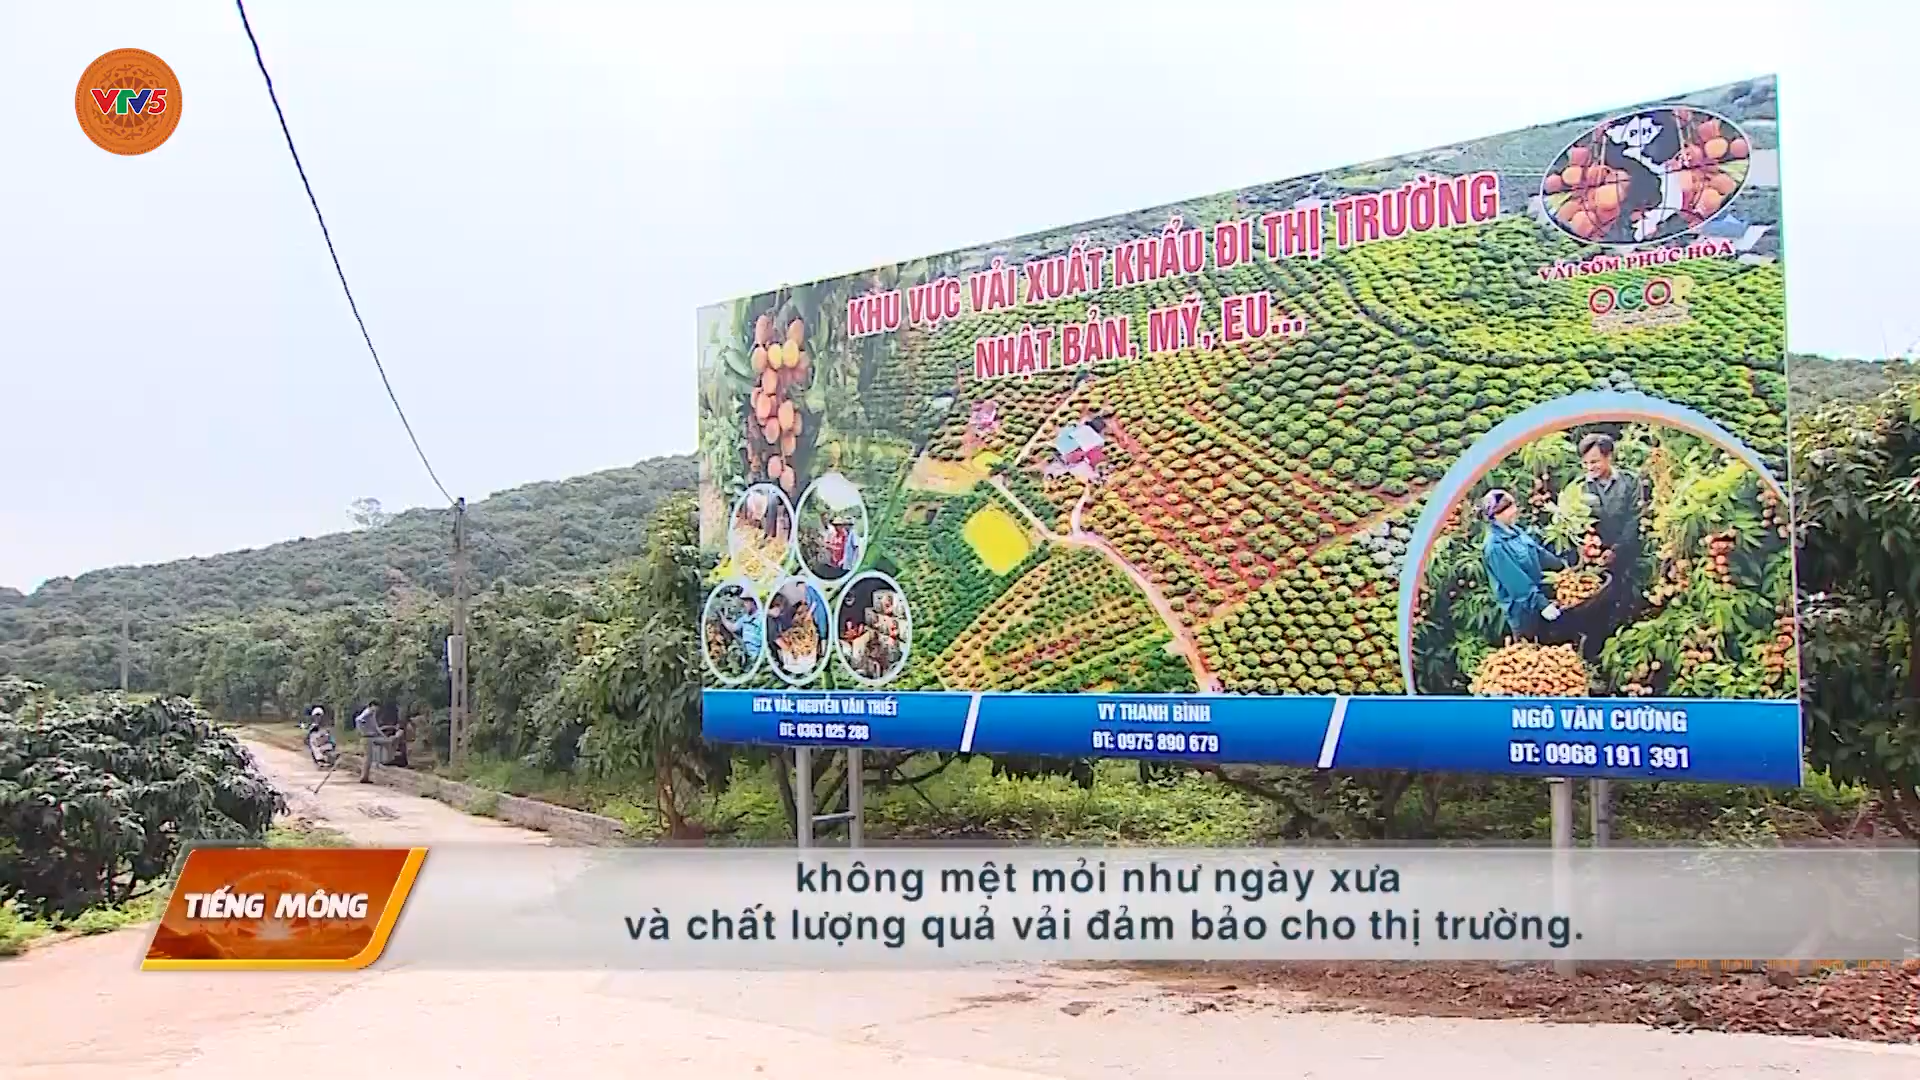 VTV5
P H
KHU VỰC VẢI XUẤT KHẨU ĐI THỊ TRƯỜNG
NHẬT BẢN, MỸ, EU...
VẢI SỚM PHÚC HÒA
OCOP
HTX VẢI: NGUYỄN VĂN THIẾT
ĐT: 0363 025 288
VY THANH BÌNH
ĐT: 0975 890 679
NGÔ VĂN CƯỜNG
ĐT: 0968 191 391
TIẾNG MÔNG
không mệt mỏi như ngày xưa
và chất lượng quả vải đảm bảo cho thị trường.